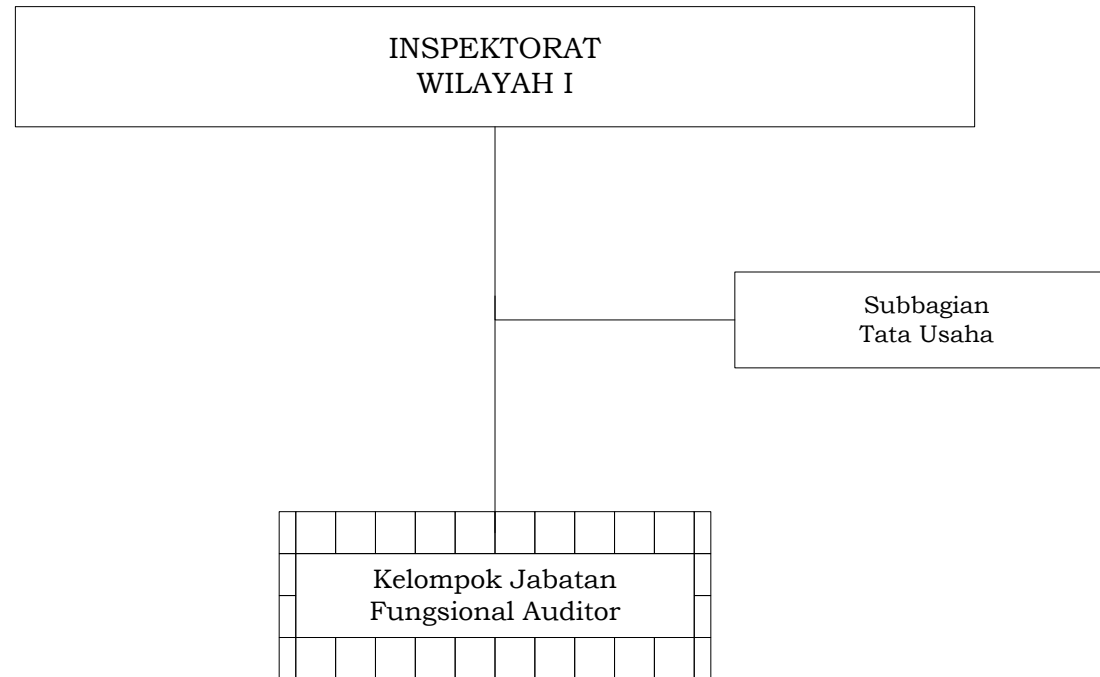 INSPEKTORAT
WILAYAH I
Subbagian
Tata Usaha
Kelompok Jabatan
Fungsional Auditor